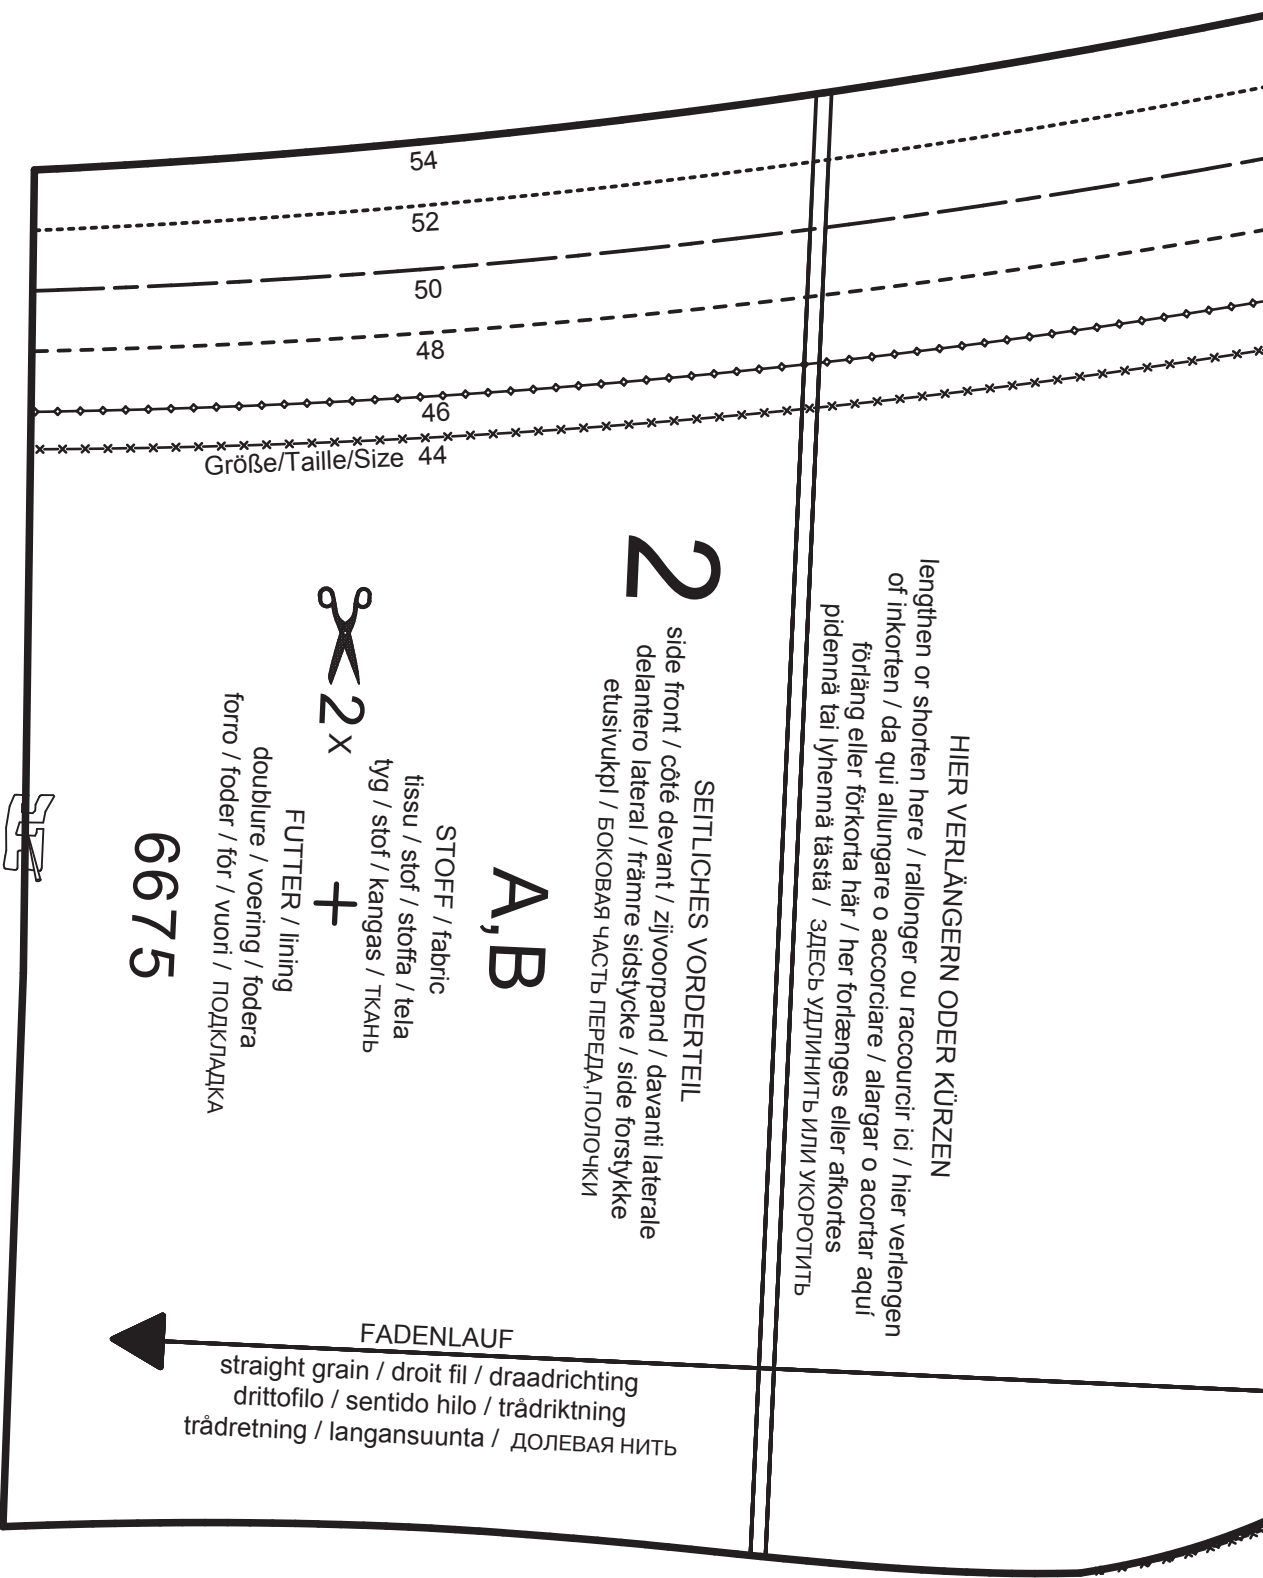 54
52
50
48
46
Größe/Taille/Size 44
HIER VERLÄNGERN ODER KÜRZEN
lengthen or shorten here / rallonger ou raccourcir ici / hier verlengen
of inkorten / da qui allungare o accorciare / alargar o acortar aquí
förläng eller förkorta här / her forlænges eller afkortes
pidennä tai lyhennä tästä / ЗДЕСЬ УДЛИНИТЬ ИЛИ УКОРОТИТЬ
2
SEITLICHES VORDERTEIL
side front / côté devant / zijvoorpand / davanti laterale
delantero lateral / främre sidstycke / side forstykke
etusivukpl / БОКОВАЯ ЧАСТЬ ПЕРЕДА,ПОЛОЧКИ
A,B
STOFF / fabric
tissu / stof / stoffa / tela
tyg / stof / kangas / ТКАНЬ
2x
+
FUTTER / lining
doublure / voering / fodera
forro / foder / fór / vuori / ПОДКЛАДКА
6675
FADENLAUF
straight grain / droit fil / draadrichting
drittofilo / sentido hilo / trådriktning
trådretning / langansuunta / ДОЛЕВАЯ НИТЬ